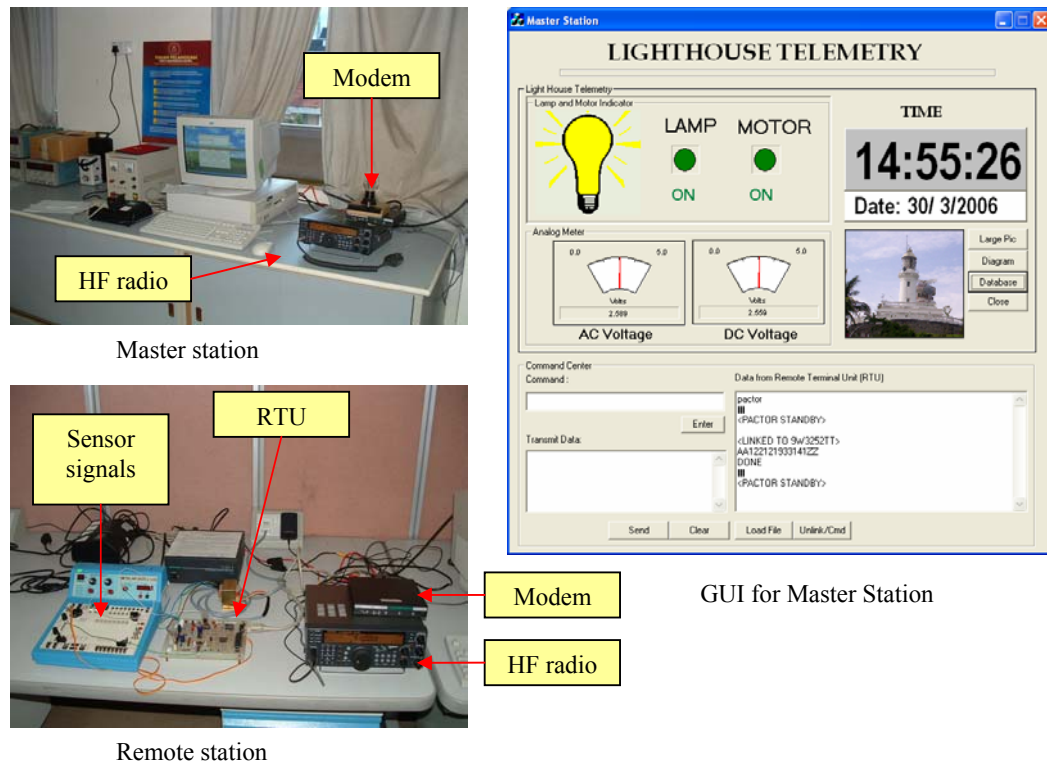 Modem
HF radio
Master station
Sensor
signals
RTU
Modem
HF radio
Remote station
Master Station
LIGHTHOUSE TELEMETRY
Light House Telemetry
Lamp and Motor Indicator
LAMP MOTOR
ON ON
TIME
14:55:26
Date: 30/ 3/2006
Analog Meter
0.0 5.0 0.0 5.0
Volts Volts
2.559
AC Voltage DC Voltage
Large Pic
Diagram
Database
Close
Command Center
Command :
Enter
Transmit Data:
Data from Remote Terminal Unit (RTU)
pactor
<PACTOR STANDBY>
<LINKED TO 9W3252TT>
AA122121933141ZZ
DONE
<PACTOR STANDBY>
Send Clear Load File Unlink/Cmd
GUI for Master Station